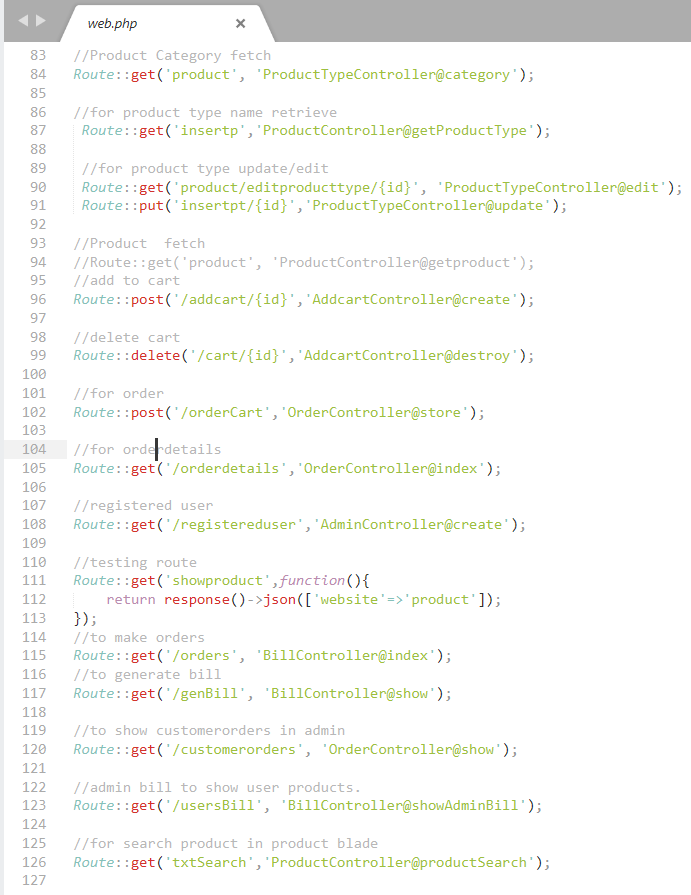 web.php ×
83 //Product Category fetch
84 Route::get('product', 'ProductTypeController@category');
85
86 //for product type name retrieve
87  Route::get('insertp','ProductController@getProductType');
88
89  //for product type update/edit
90  Route::get('product/editproducttype/{id}', 'ProductTypeController@edit');
91  Route::put('insertpt/{id}','ProductTypeController@update');
92
93 //Product  fetch
94 //Route::get('product', 'ProductController@getproduct');
95 //add to cart
96 Route::post('/addcart/{id}','AddcartController@create');
97
98 //delete cart
99 Route::delete('/cart/{id}','AddcartController@destroy');
100
101 //for order
102 Route::post('/orderCart','OrderController@store');
103
104 //for orderdetails
105 Route::get('/orderdetails','OrderController@index');
106
107 //registered user
108 Route::get('/registereduser','AdminController@create');
109
110 //testing route
111 Route::get('showproduct',function(){
112     return response()->json(['website'=>'product']);
113 });
114 //to make orders
115 Route::get('/orders', 'BillController@index');
116 //to generate bill
117 Route::get('/genBill', 'BillController@show');
118
119 //to show customerorders in admin
120 Route::get('/customerorders', 'OrderController@show');
121
122 //admin bill to show user products.
123 Route::get('/usersBill', 'BillController@showAdminBill');
124
125 //for search product in product blade
126 Route::get('txtSearch','ProductController@productSearch');
127